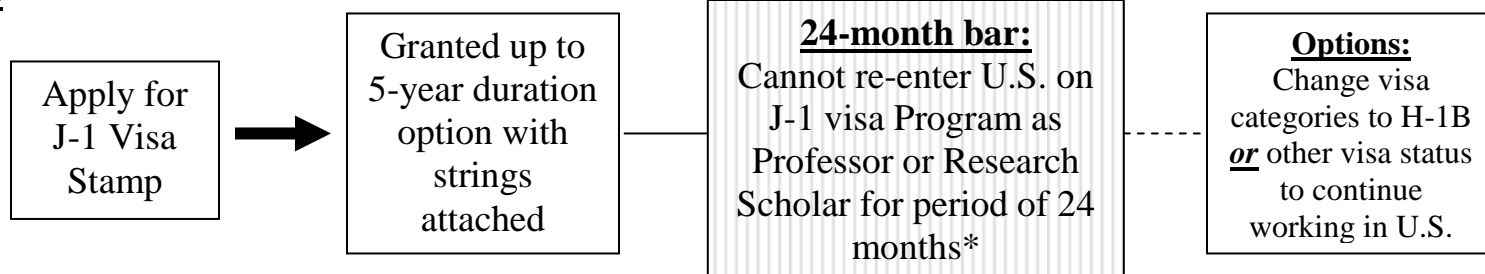 Apply for
J-1 Visa
Stamp
Granted up to
5-year duration
option with
strings
attached
24-month bar:
Cannot re-enter U.S. on
J-1 visa Program as
Professor or Research
Scholar for period of 24
months*
Options:
Change visa
categories to H-1B
or other visa status
to continue
working in U.S.